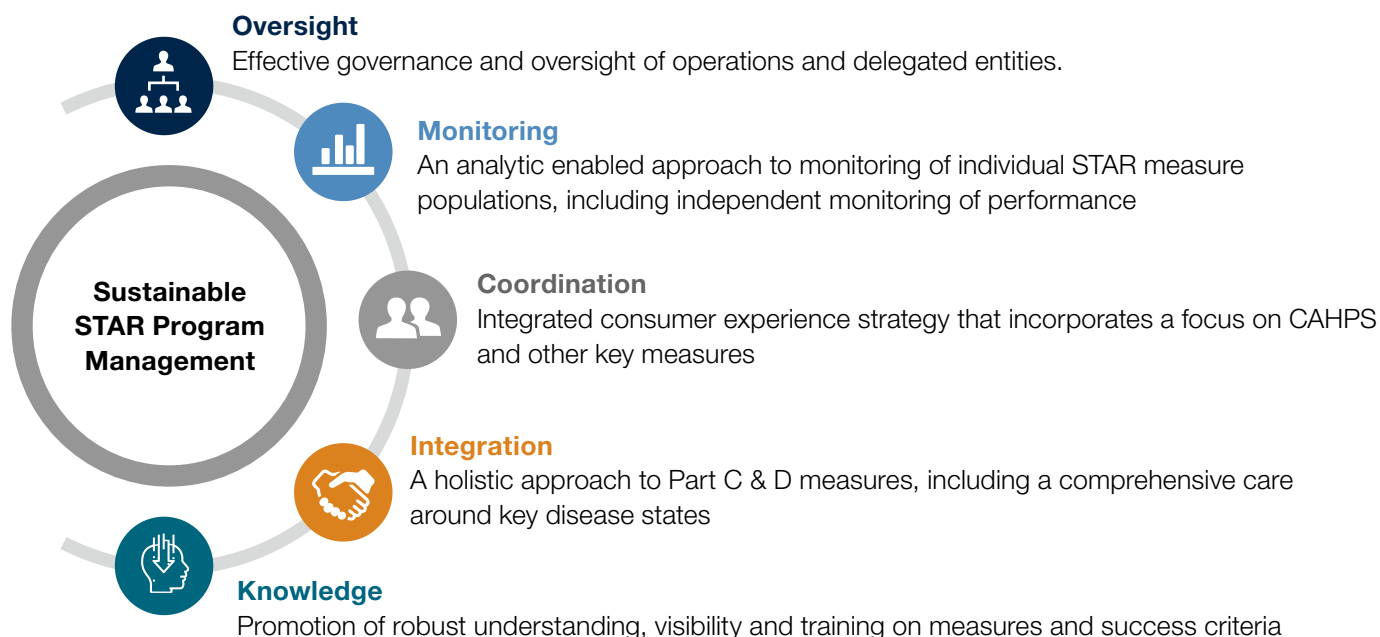 Oversight
Effective governance and oversight of operations and delegated entities.
Monitoring
An analytic enabled approach to monitoring of individual STAR measure
populations, including independent monitoring of performance
Sustainable
STAR Program
Management
Coordination
Integrated consumer experience strategy that incorporates a focus on CAHPS
and other key measures
Integration
A holistic approach to Part C & D measures, including a comprehensive care
around key disease states
Knowledge
Promotion of robust understanding, visibility and training on measures and success criteria